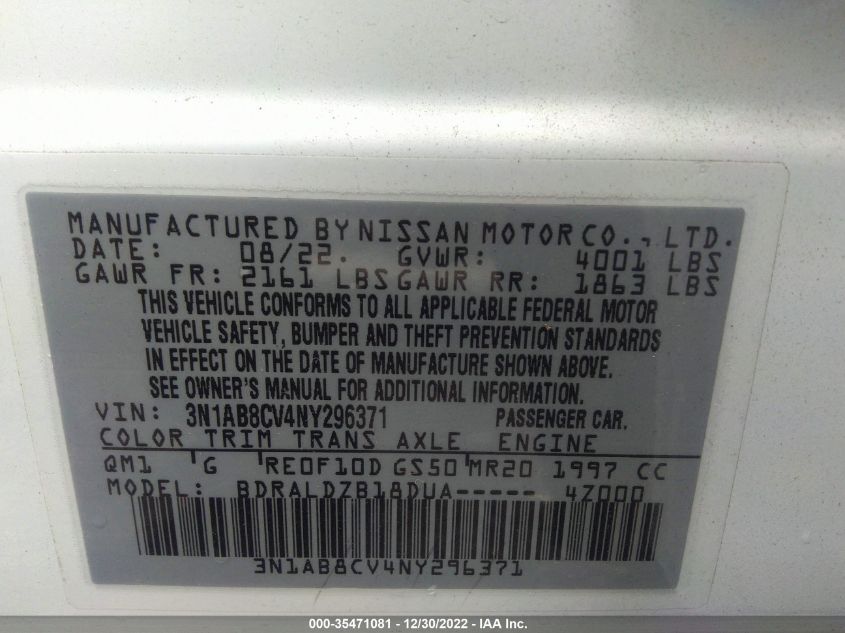 MANUFACTURED BY NISSAN MOTOR CO., LTD.
DATE: 08/22. GVWR: 4001 LBS
GAWR FR: 2161 LBS GAWR RR: 1863 LBS
THIS VEHICLE CONFORMS TO ALL APPLICABLE FEDERAL MOTOR
VEHICLE SAFETY, BUMPER AND THEFT PREVENTION STANDARDS
IN EFFECT ON THE DATE OF MANUFACTURE SHOWN ABOVE.
SEE OWNER'S MANUAL FOR ADDITIONAL INFORMATION.
VIN: 3N1AB8CV4NY296371 PASSENGER CAR.
COLOR TRIM TRANS AXLE ENGINE
QM1 G RE0F10D GS50 MR20 1997 CC
MODEL: BDRALDZB18DUA----- 4Z000
3N1AB8CV4NY296371
000-35471081 - 12/30/2022 - IAA Inc.